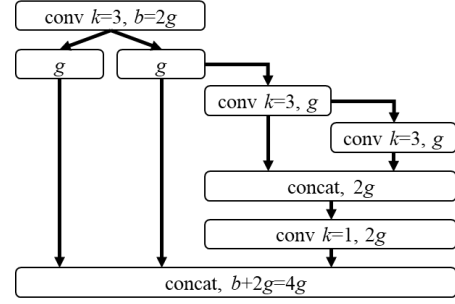 conv k=3, b=2g
g
g
conv k=3, g
conv k=3, g
concat, 2g
conv k=1, 2g
concat, b+2g=4g